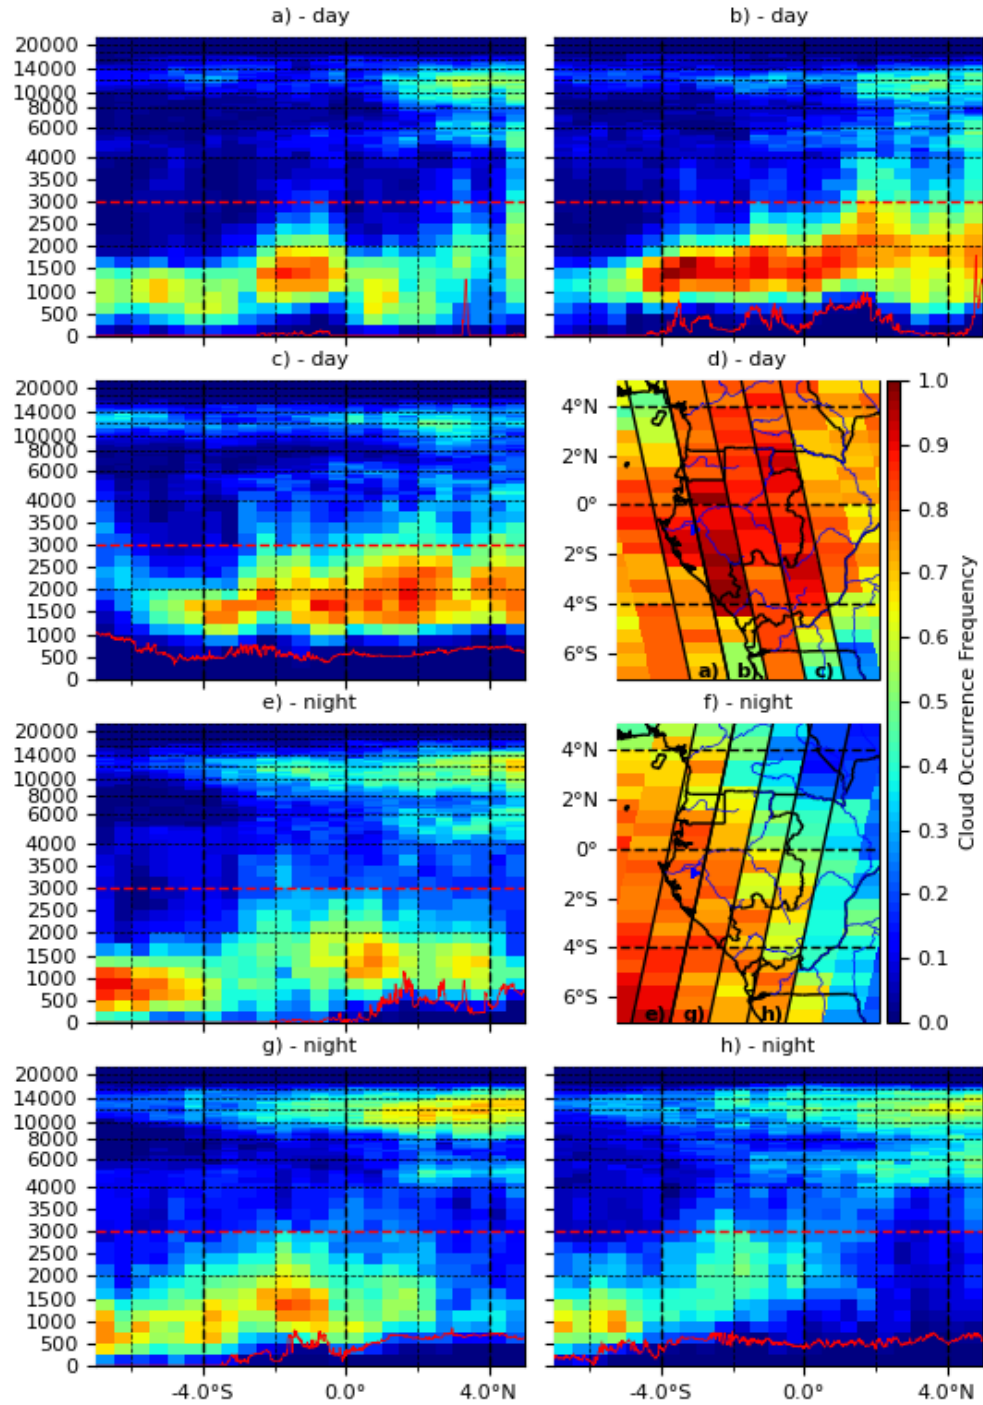 a) - day
b) - day
20000
14000
10000
8000
6000
4000
3500
3000
2500
2000
1500
1000
500
0
c) - day
d) - day
20000
14000
10000
6000
4000
3000
2000
1500
1000
500
0
4°N
2°N
0°
2°S
4°S
6°S
a) b) c)
1.0
0.9
0.8
0.7
0.6
0.5
0.4
0.3
0.2
0.1
0.0
Cloud Occurrence Frequency
e) - night
f) - night
20000
14000
10000
8000
6000
4000
3500
3000
2500
2000
1500
1000
500
0
4°N
2°N
0°
2°S
4°S
6°S
e) g) h)
g) - night
h) - night
20000
14000
10000
8000
6000
4000
3500
3000
2500
2000
1500
1000
500
0
-4.0°S 0.0° 4.0°N
-4.0°S 0.0° 4.0°N